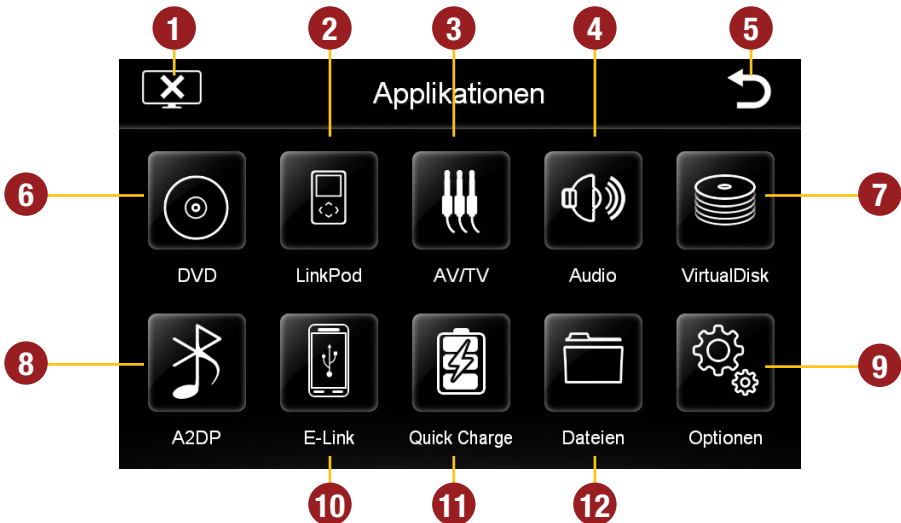 1 2 3 4 5
Applikationen
6 7
DVD LinkPod AV/TV Audio VirtualDisk
8 9
A2DP E-Link Quick Charge Dateien Optionen
10 11 12